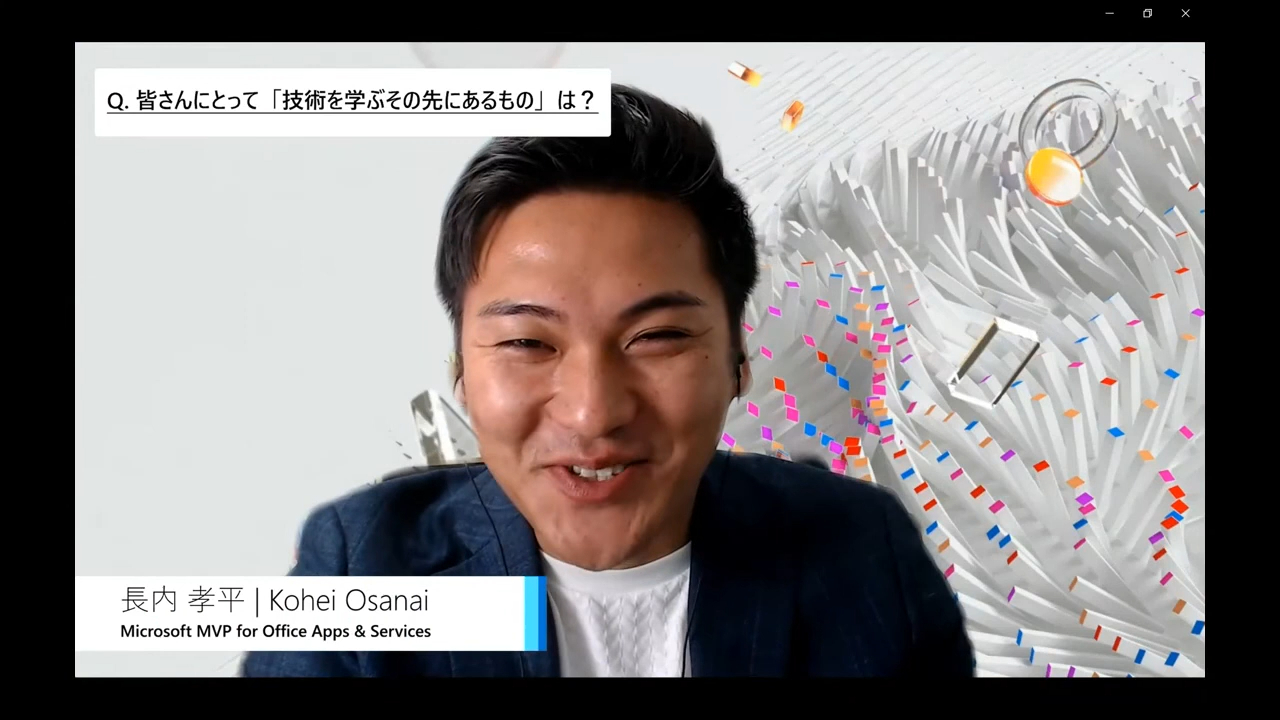 Q. 皆さんにとって「技術を学ぶその先にあるもの」は？
長内 孝平 | Kohei Osanai
Microsoft MVP for Office Apps & Services